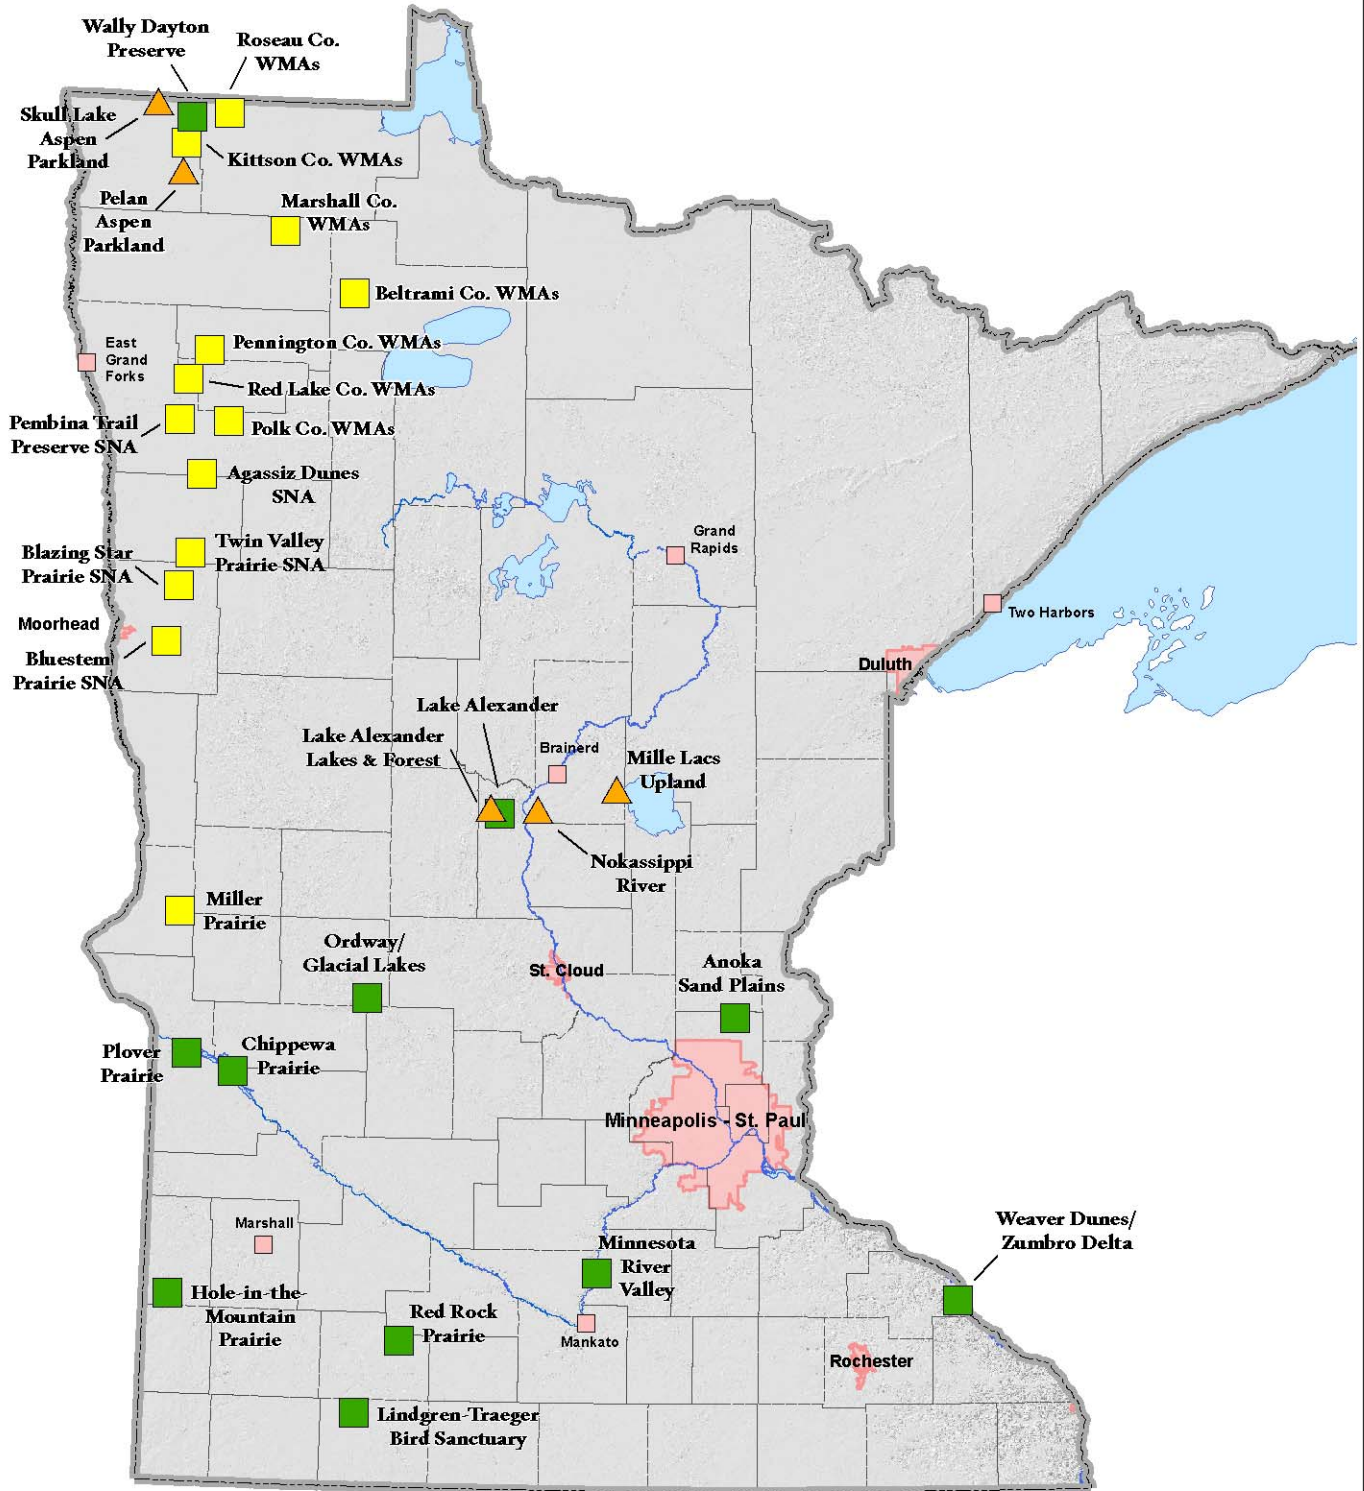 Wally Dayton
Preserve
Roseau Co.
WMAs
Skull Lake
Aspen
Parkland
Kittson Co. WMAs
Pelan
Aspen
Parkland
Marshall Co.
WMAs
Beltrami Co. WMAs
East
Grand
Forks
Pennington Co. WMAs
Red Lake Co. WMAs
Pembina Trail
Preserve SNA
Polk Co. WMAs
Agassiz Dunes
SNA
Grand
Rapids
Blazing Star
Prairie SNA
Twin Valley
Prairie SNA
Two Harbors
Moorhead
Bluestem
Prairie SNA
Duluth
Lake Alexander
Lake Alexander
Lakes & Forest
Brainerd
Mille Lacs
Upland
Nokassippi
River
Miller
Prairie
Ordway/
Glacial Lakes
St. Cloud
Anoka
Sand Plains
Plover
Prairie
Chippewa
Prairie
Minneapolis - St. Paul
Marshall
Weaver Dunes/
Zumbro Delta
Minnesota
River
Valley
Hole-in-the-
Mountain
Prairie
Red Rock
Prairie
Mankato
Rochester
Lindgren-Traeger
Bird Sanctuary